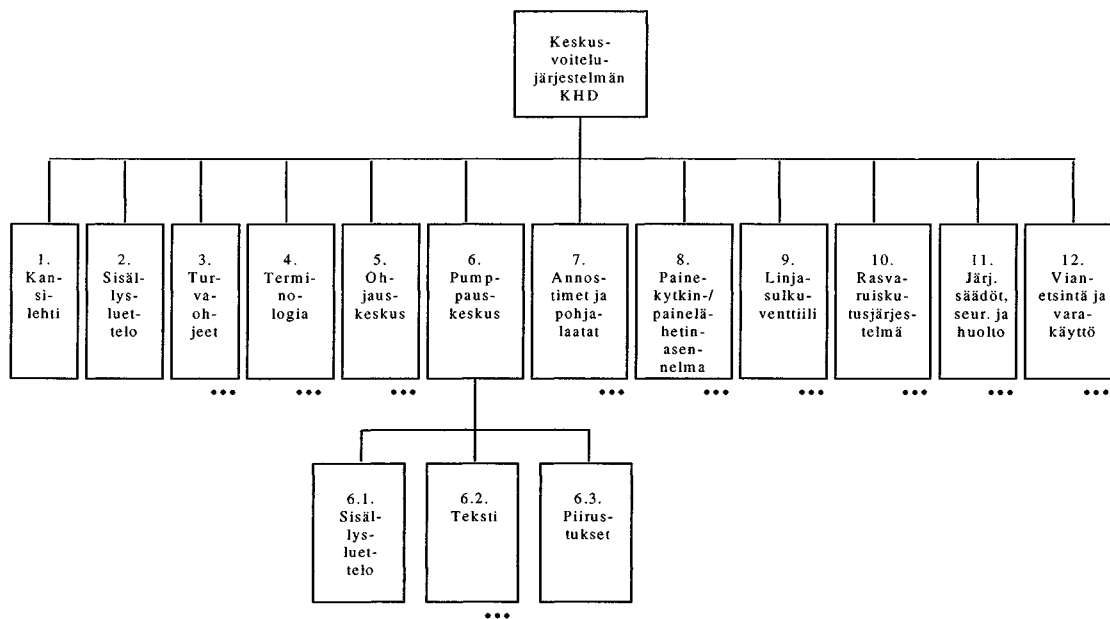 Keskus-
voitelu-
järjestelmän
KHD
1.
Kan-
si-
lehti
2.
Sisäl-
lys-
luet-
telo
3.
Tur-
va-
oh-
jeet
4.
Termi-
no-
logia
5.
Oh-
jaus-
keskus
6.
Pump-
paus-
keskus
7.
Annos-
timet ja
pohja-
laatat
8.
Paine-
kytkin-/
painelä-
hetin-
asen-
nelma
9.
Linja-
sulku-
venttiili
10.
Rasva-
ruisku-
tusjärjes-
telmä
11.
Järj.
säädöt,
seur. ja
huolto
12.
Vian-
etsintä ja
vara-
käyttö
•••
•••
•••
•••
•••
•••
•••
•••
•••
6.1.
Sisäl-
lys-
luet-
telo
6.2.
Teksti
6.3.
Piirus-
tukset
•••